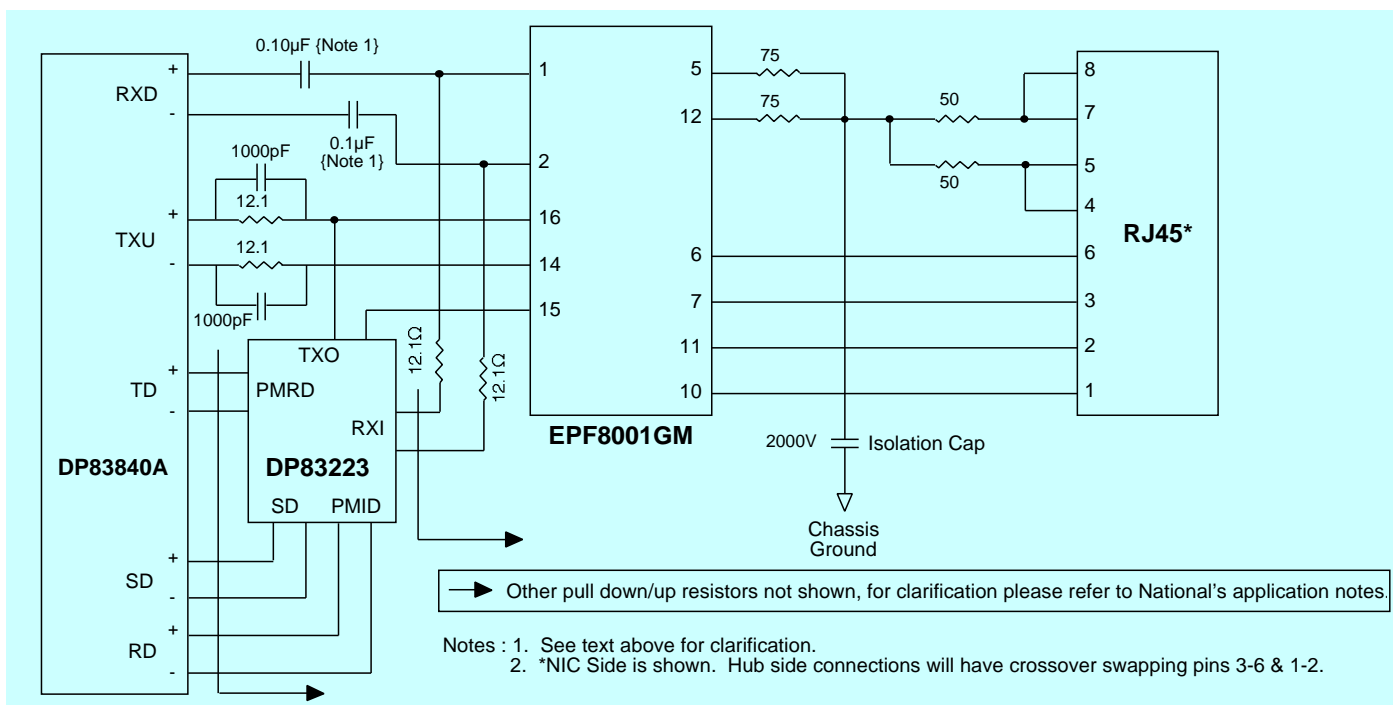 0.10µF {Note 1}
+
RXD
-
0.1µF
{Note 1}
1000pF
12.1
+
TXU
12.1
-
1000pF
+
TD
-
DP83840A
+
SD
-
+
RD
-
TXO
PMRD
RXI
DP83223
SD PMID
12.1Ω
12.1Ω
1
2
16
14
15
5
12
6
7
11
10
EPF8001GM
75
75
50
50
8
7
5
4
RJ45*
6
3
2
1
2000V
Isolation Cap
Chassis
Ground
Other pull down/up resistors not shown, for clarification please refer to National's application notes.
Notes : 1. See text above for clarification.
2. *NIC Side is shown. Hub side connections will have crossover swapping pins 3-6 & 1-2.